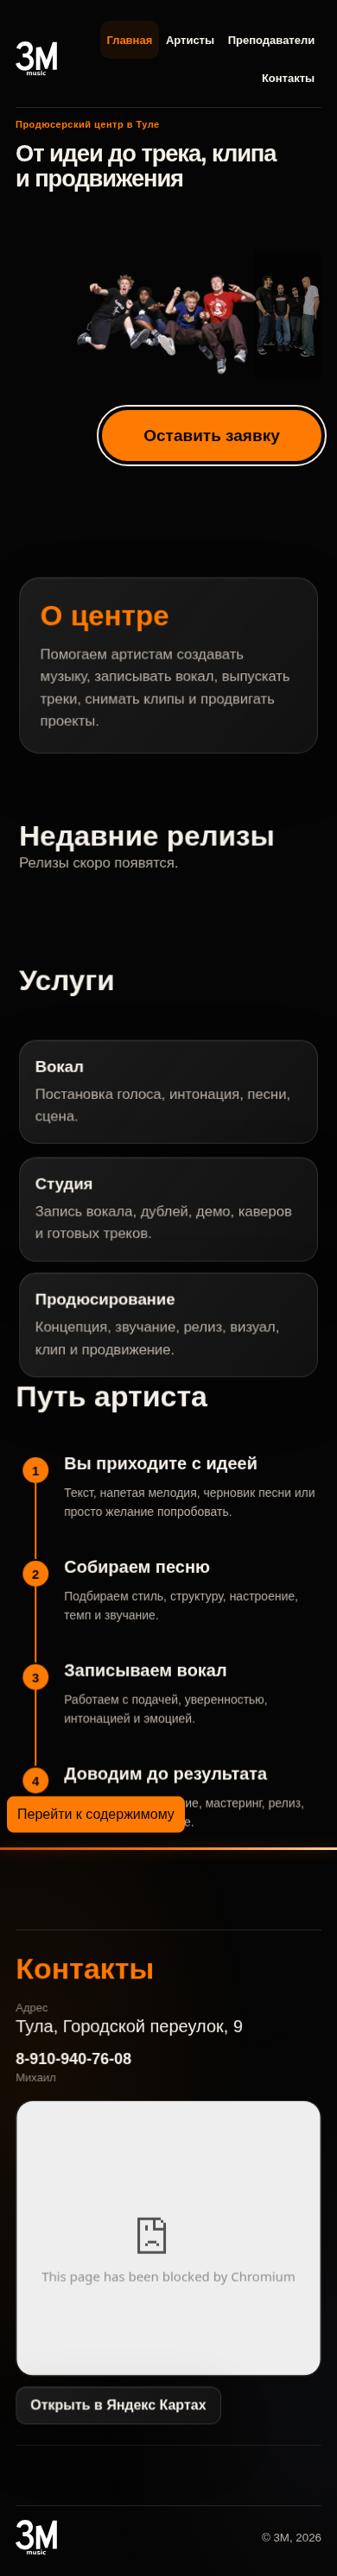 3M
music
Главная Артисты Преподаватели
Контакты
Продюсерский центр в Туле
От идеи до трека, клипа
и продвижения
Оставить заявку
О центре
Помогаем артистам создавать
музыку, записывать вокал, выпускать
треки, снимать клипы и продвигать
проекты.
Недавние релизы
Релизы скоро появятся.
Услуги
Вокал
Постановка голоса, интонация, песни,
сцена.
Студия
Запись вокала, дублей, демо, каверов
и готовых треков.
Продюсирование
Концепция, звучание, релиз, визуал,
клип и продвижение.
Путь артиста
1
Вы приходите с идеей
Текст, напетая мелодия, черновик песни или
просто желание попробовать.
2
Собираем песню
Подбираем стиль, структуру, настроение,
темп и звучание.
3
Записываем вокал
Работаем с подачей, уверенностью,
интонацией и эмоцией.
4
Доводим до результата
мастеринг, релиз,
Перейти к содержимому
Контакты
Адрес
Тула, Городской переулок, 9
8-910-940-76-08
Михаил
This page has been blocked by Chromium
Открыть в Яндекс Картах
3M
music
© 3M, 2026